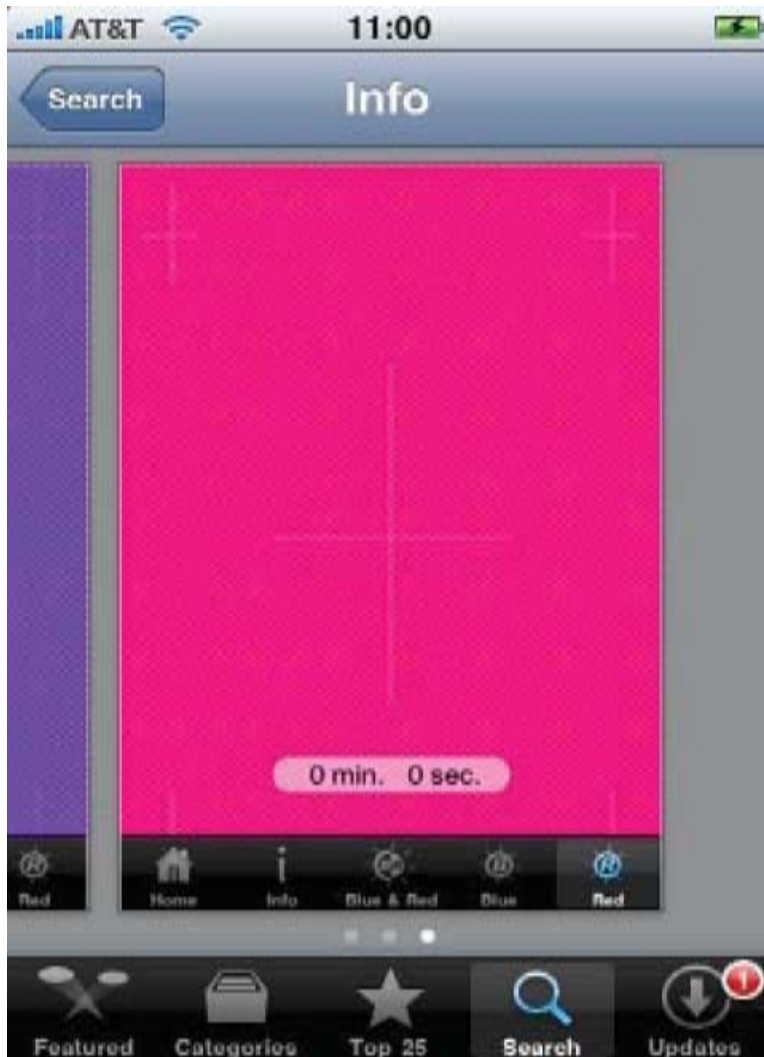 AT&T 11:00
Search Info
0 min. 0 sec.
Red Home Info Blue & Red Blue Red
Featured Categories Top 25 Search Updates 1